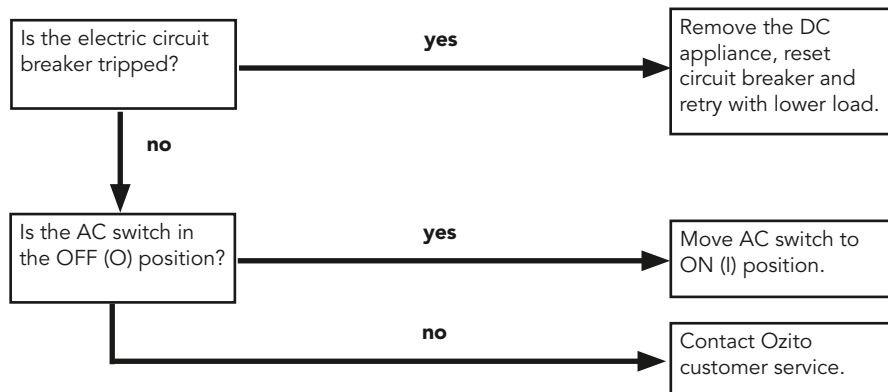 Is the electric circuit
breaker tripped?
yes
Remove the DC
appliance, reset
circuit breaker and
retry with lower load.
no
Is the AC switch in
the OFF (O) position?
yes
Move AC switch to
ON (l) position.
no
Contact Ozito
customer service.